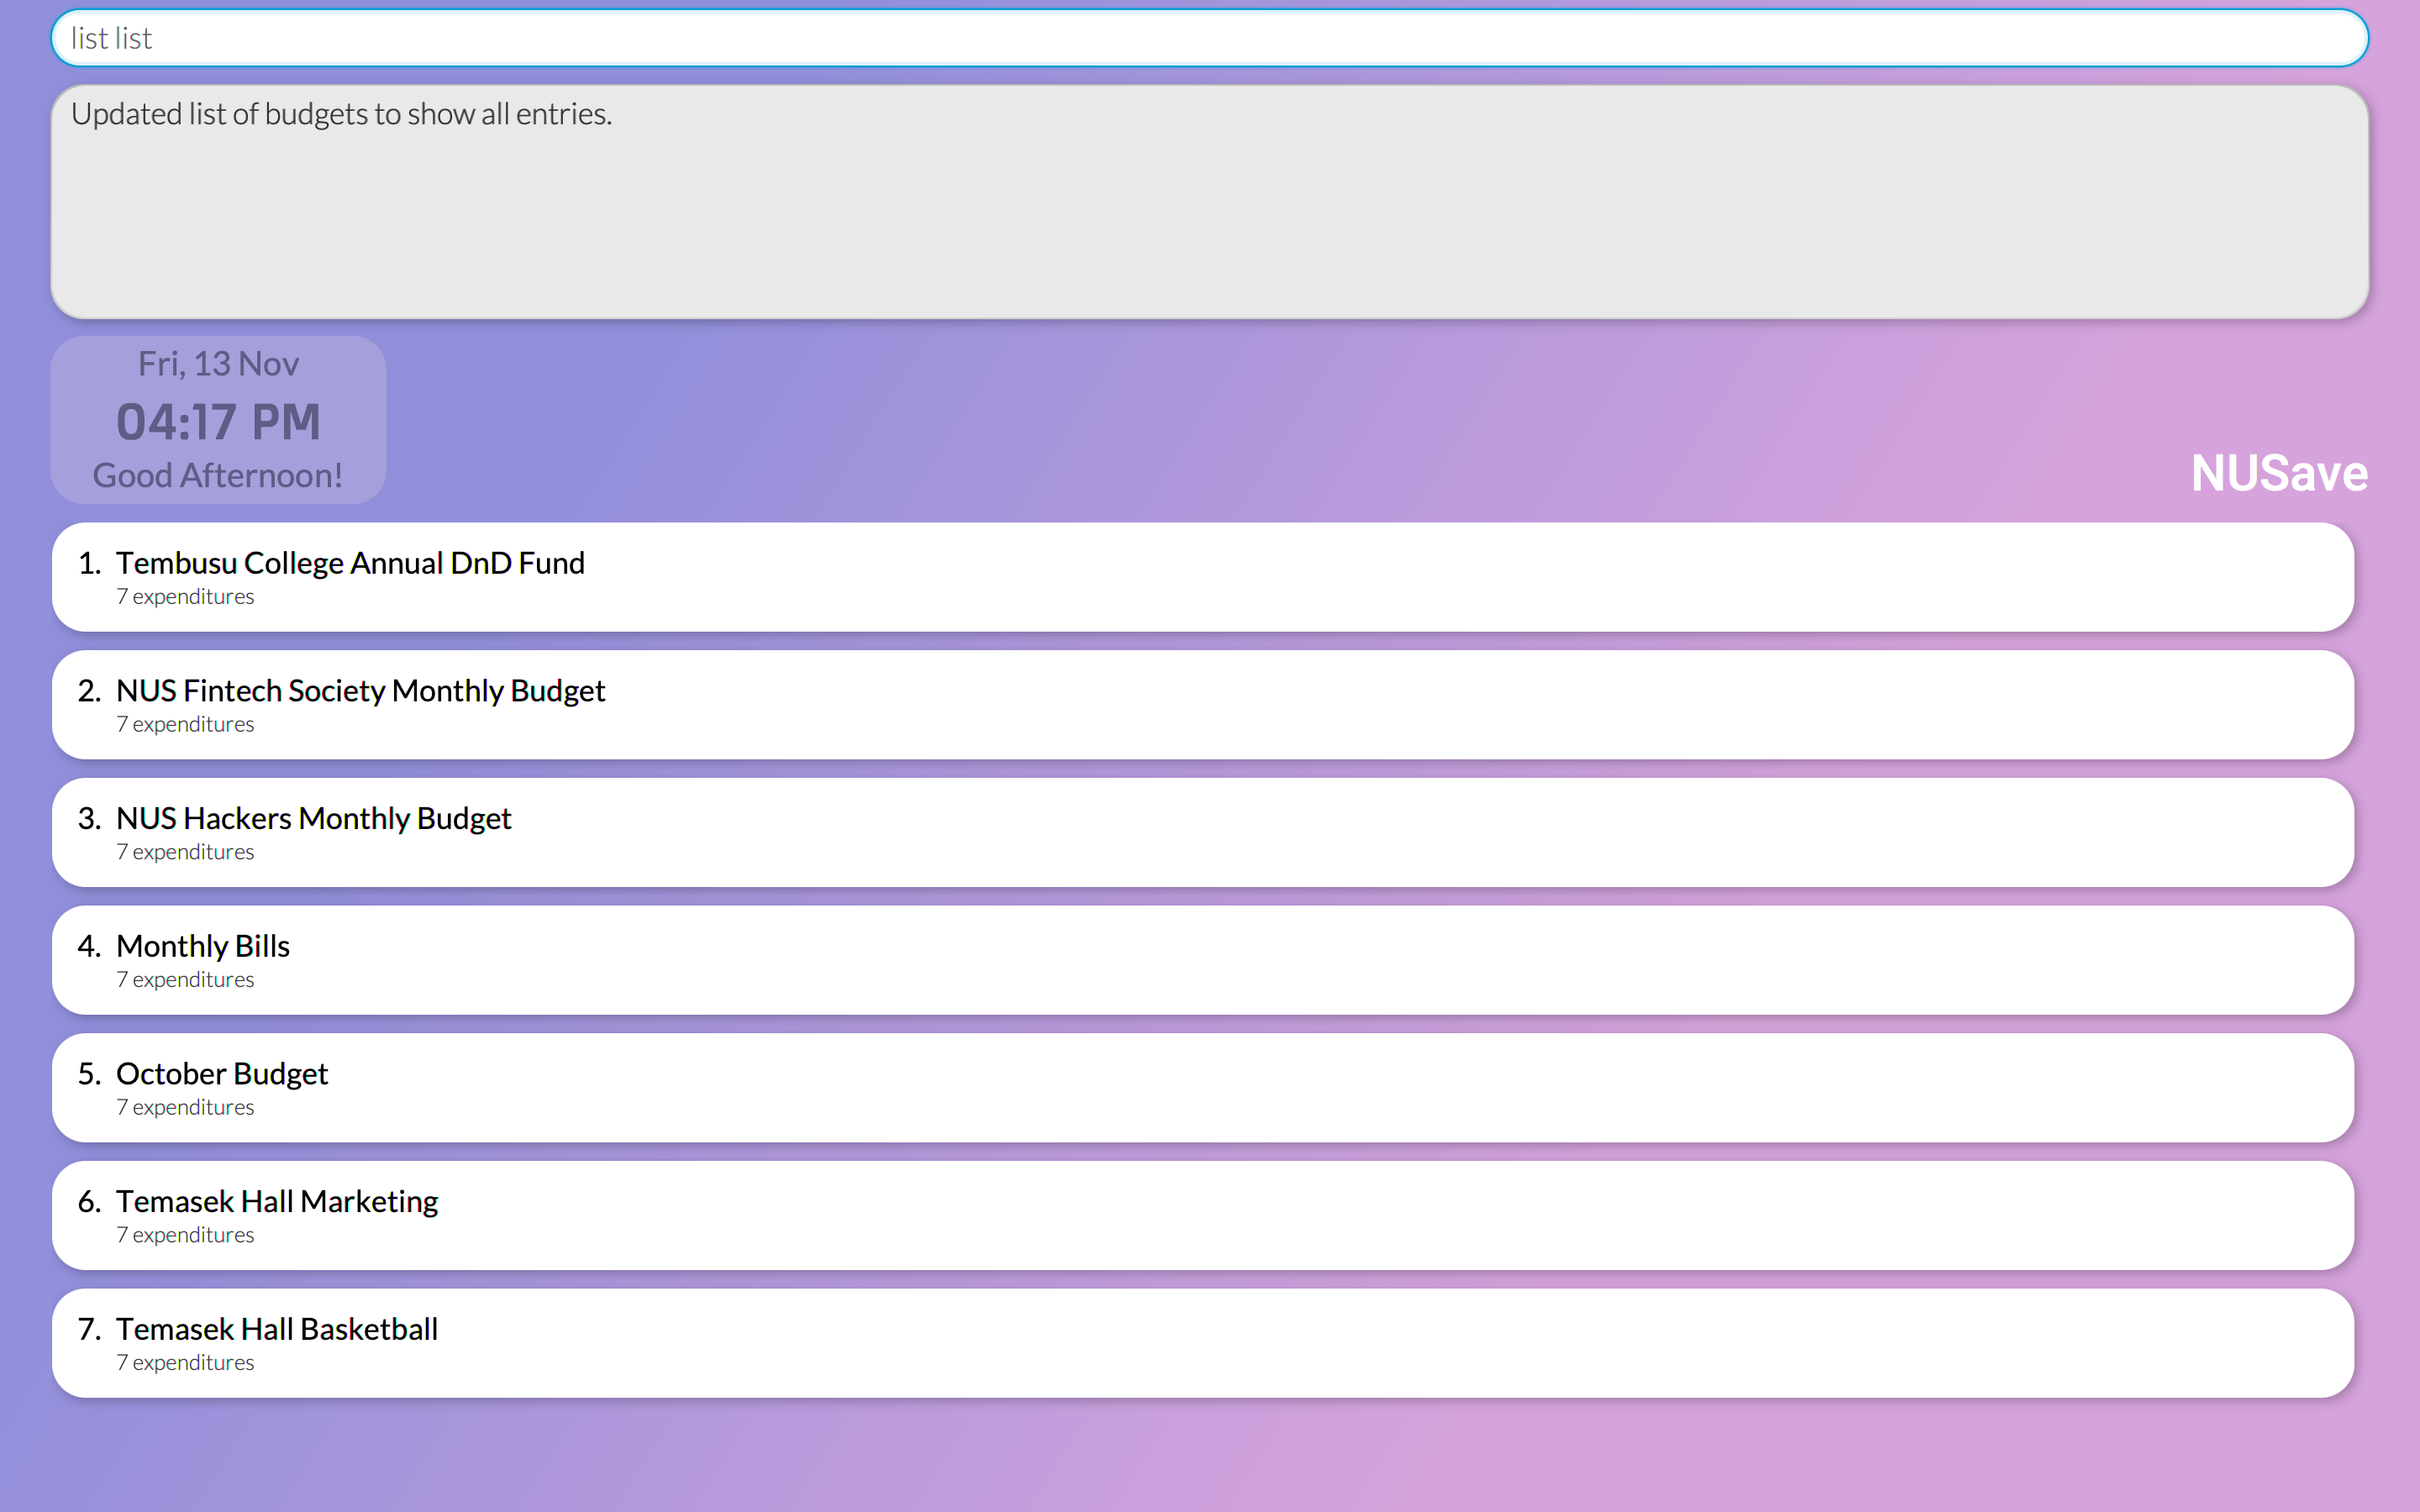 list list
Updated list of budgets to show all entries.
Fri, 13 Nov
04:17 PM
Good Afternoon!
NUSave
1. Tembusu College Annual DnD Fund
7 expenditures
2. NUS Fintech Society Monthly Budget
7 expenditures
3. NUS Hackers Monthly Budget
7 expenditures
4. Monthly Bills
7 expenditures
5. October Budget
7 expenditures
6. Temasek Hall Marketing
7 expenditures
7. Temasek Hall Basketball
7 expenditures